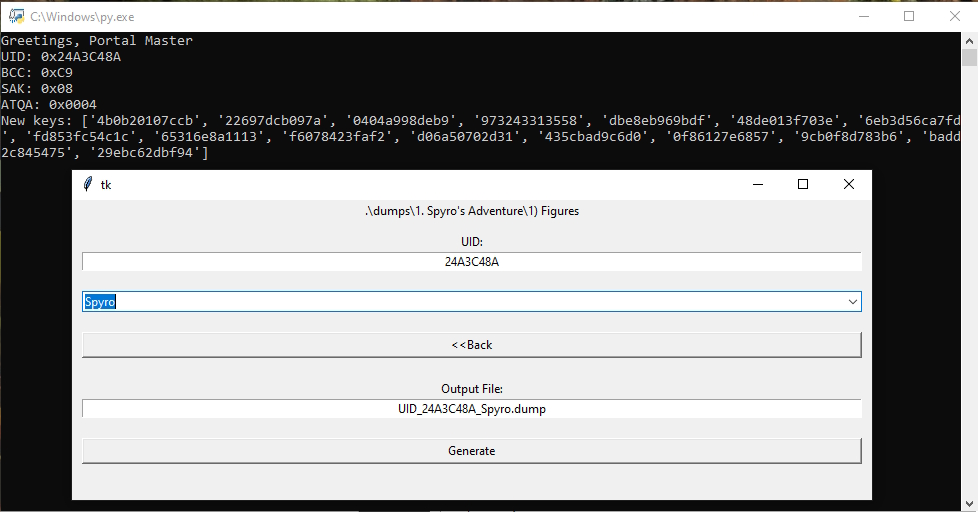 C:\Windows\py.exe
Greetings, Portal Master
UID: 0x24A3C48A
BCC: 0xC9
SAK: 0x08
ATQA: 0x0004
New keys: ['4b0b20107ccb', '22697dcb097a', '0404a998deb9', '973243313558', 'dbe8eb969bdf', '48de013f703e', '6eb3d56ca7fd
', 'fd853fc54c1c', '65316e8a1113', 'f6078423faf2', 'd06a50702d31', '435cbad9c6d0', '0f86127e6857', '9cb0f8d783b6', 'badd
2c845475', '29ebc62dbf94']
tk
.\dumps\1. Spyro's Adventure\1) Figures
UID:
24A3C48A
Spyro
<<Back
Output File:
UID_24A3C48A_Spyro.dump
Generate